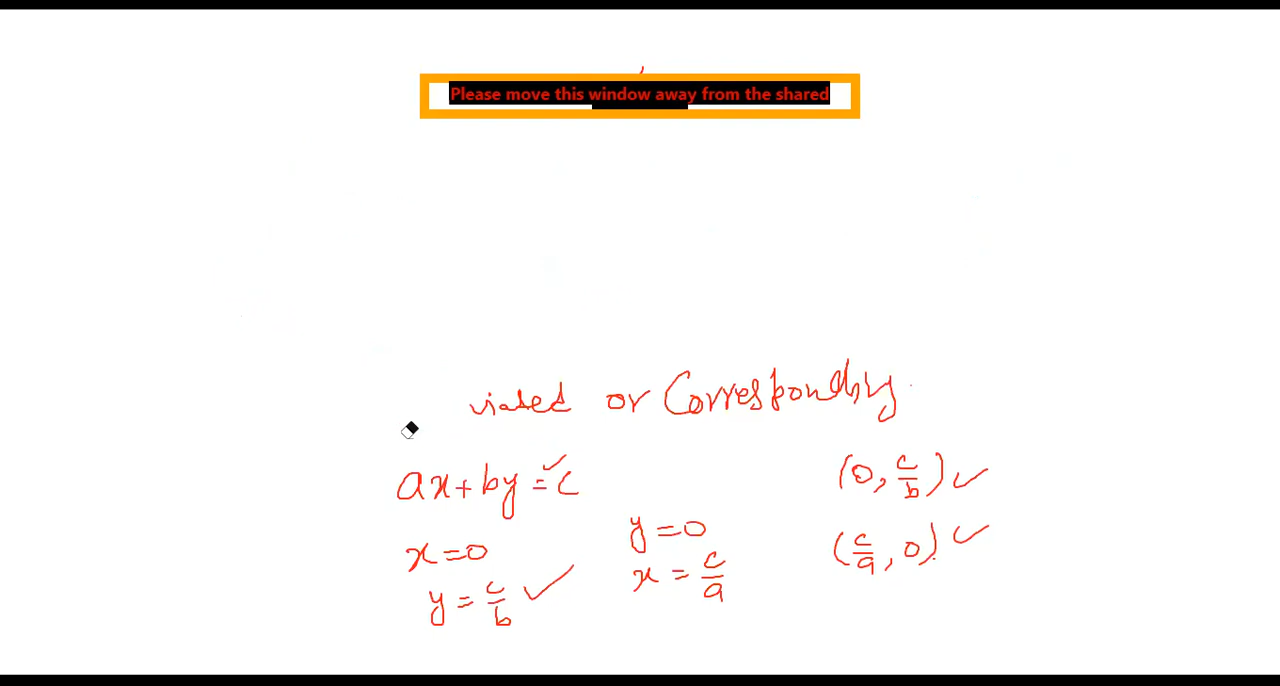 Please move this window away from the shared
or Corresponding
ax + by = c
(0, c/b)
y = 0
(c/a, 0)
x = 0
x = c/a
y = c/b